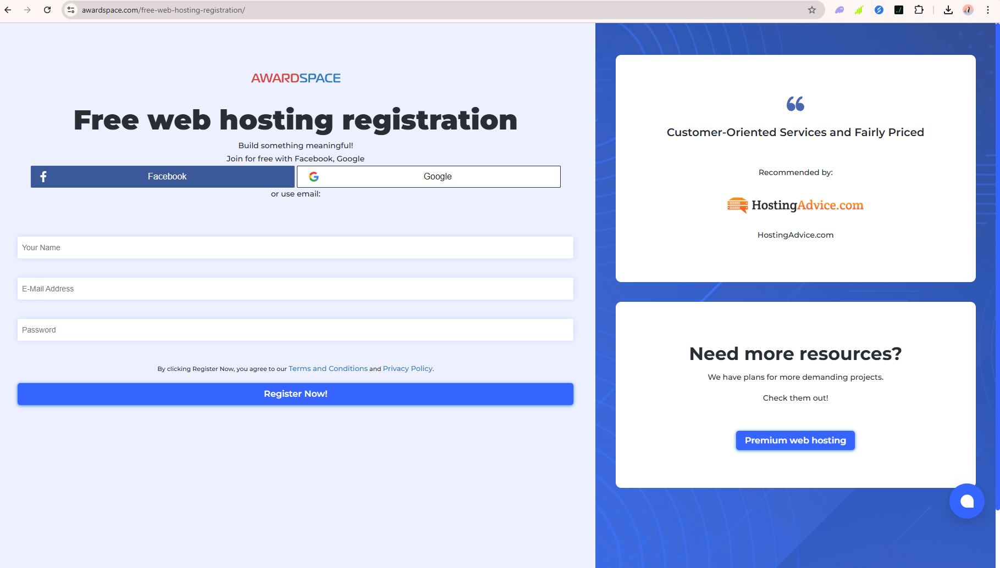 awardspace.com/free-web-hosting-registration/
AWARDSPACE
Free web hosting registration
Build something meaningful!
Join for free with Facebook, Google
Facebook
Google
or use email:
Your Name
E-Mail Address
Password
By clicking Register Now, you agree to our Terms and Conditions and Privacy Policy.
Register Now!
Customer-Oriented Services and Fairly Priced
Recommended by:
HostingAdvice.com
HostingAdvice.com
Need more resources?
We have plans for more demanding projects.
Check them out!
Premium web hosting